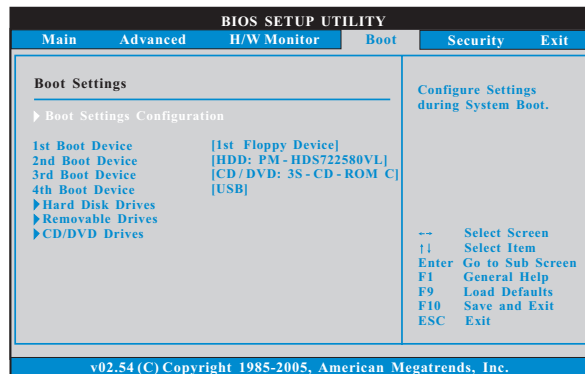 BIOS SETUP UTILITY
Main Advanced H/W Monitor Boot Security Exit
Boot Settings
Boot Settings Configuration
1st Boot Device [1st Floppy Device]
2nd Boot Device [HDD: PM - HDS722580VL]
3rd Boot Device [CD / DVD: 3S - CD - ROM C]
4th Boot Device [USB]
Hard Disk Drives
Removable Drives
CD/DVD Drives
Configure Settings
during System Boot.
←→ Select Screen
↑↓ Select Item
Enter Go to Sub Screen
F1 General Help
F9 Load Defaults
F10 Save and Exit
ESC Exit
v02.54 (C) Copyright 1985-2005, American Megatrends, Inc.